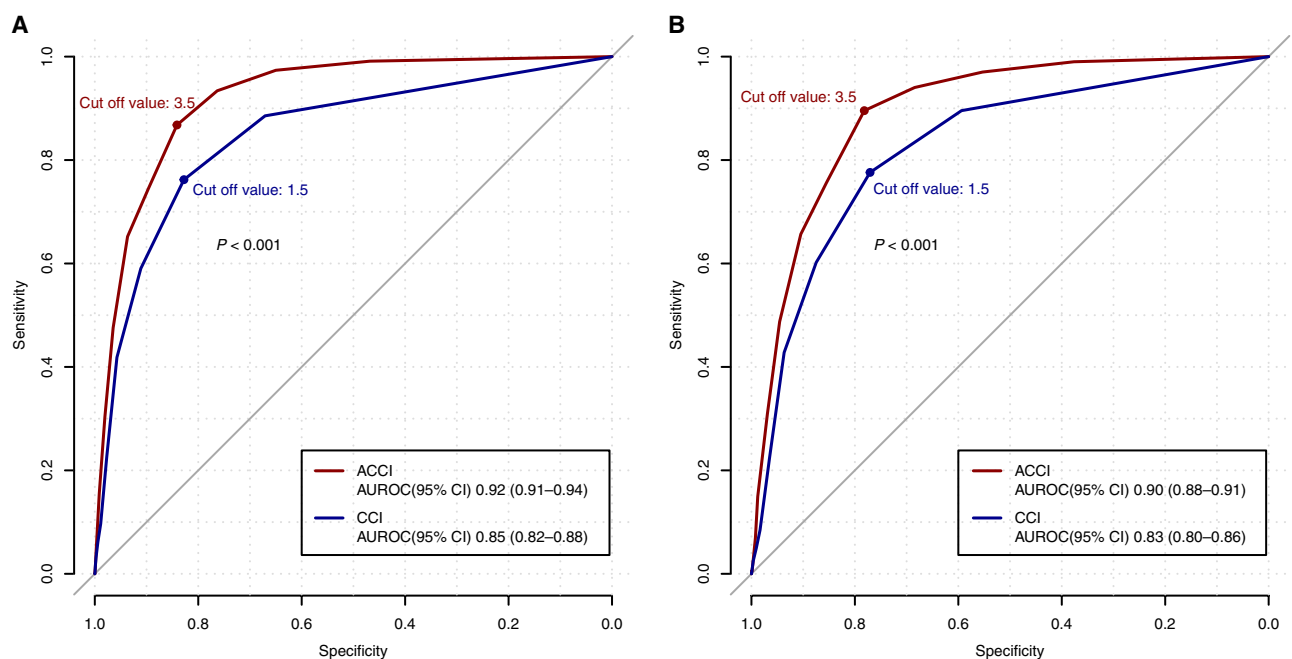 A
Sensitivity
1.0
0.8
0.6
0.4
0.2
0.0
Cut off value: 3.5
Cut off value: 1.5
P < 0.001
ACCI
AUROC(95% CI) 0.92 (0.91–0.94)
CCI
AUROC(95% CI) 0.85 (0.82–0.88)
1.0 0.8 0.6 0.4 0.2 0.0
Specificity
B
Sensitivity
1.0
0.8
0.6
0.4
0.2
0.0
Cut off value: 3.5
Cut off value: 1.5
P < 0.001
ACCI
AUROC(95% CI) 0.90 (0.88–0.91)
CCI
AUROC(95% CI) 0.83 (0.80–0.86)
1.0 0.8 0.6 0.4 0.2 0.0
Specificity